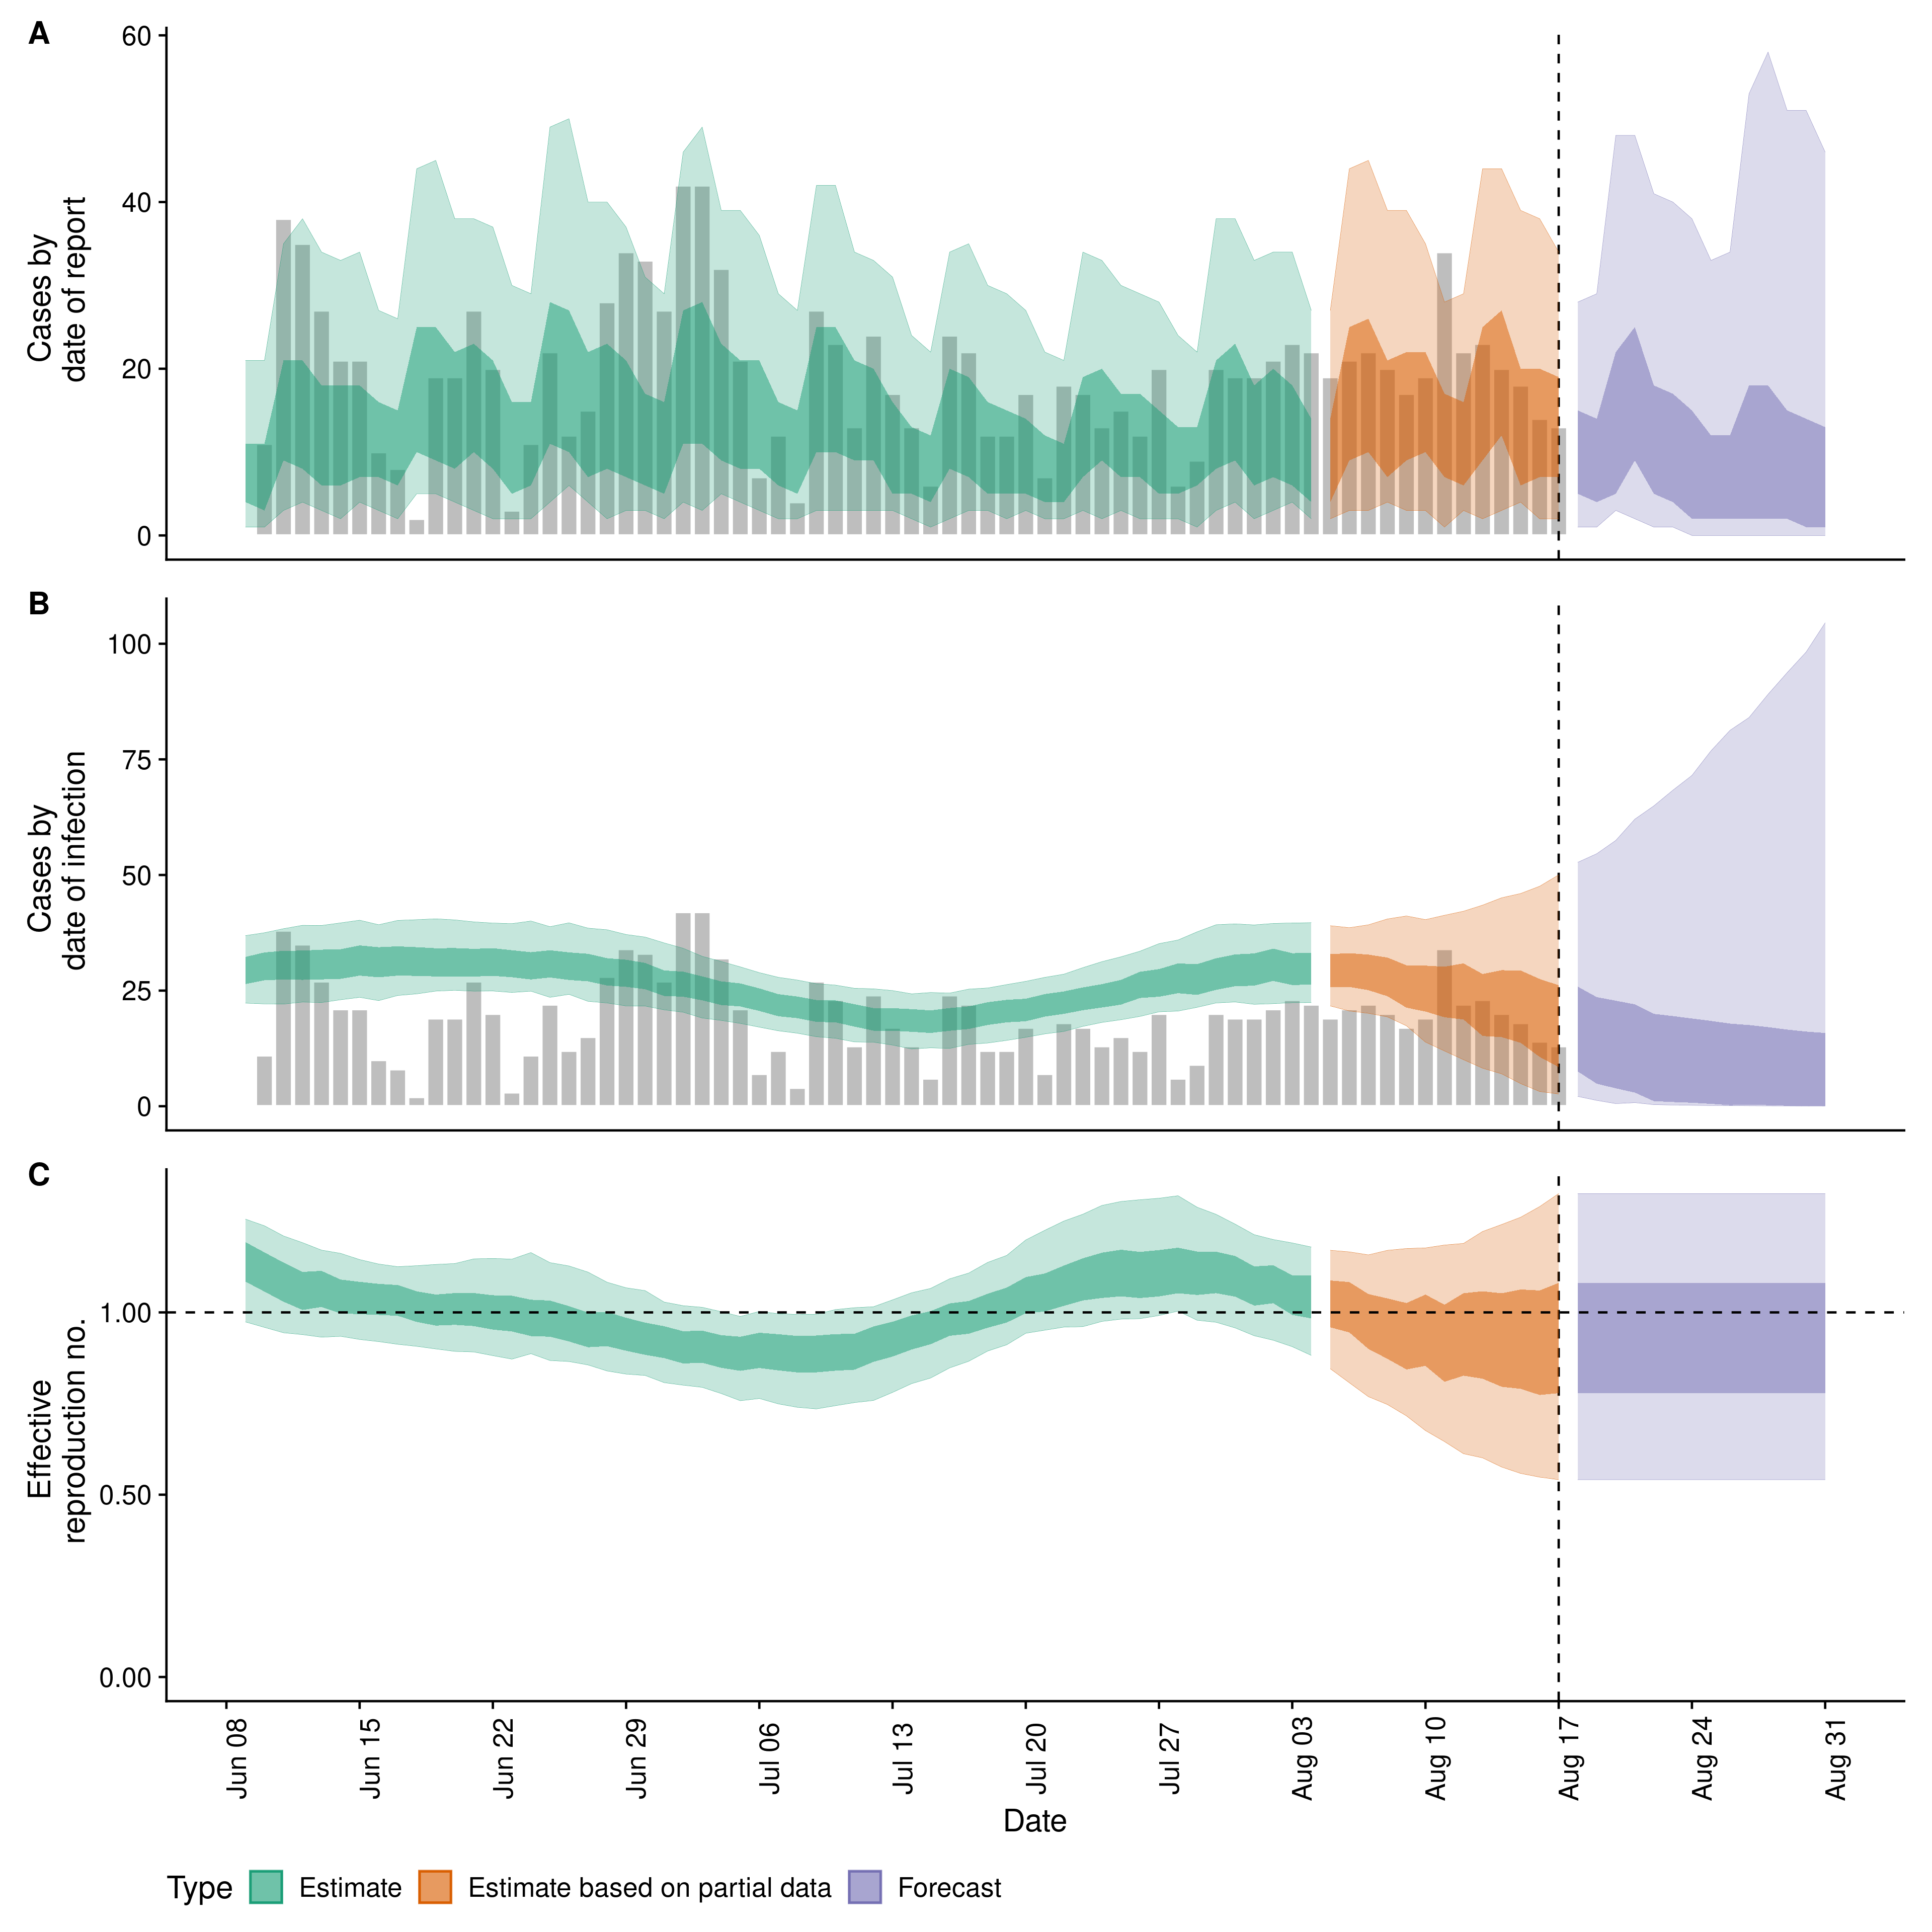 A
60
40
20
0
Cases by
date of report
B
100
75
50
25
0
Cases by
date of infection
C
1.00
0.50
0.00
Effective
reproduction no.
Jun 08
Jun 15
Jun 22
Jun 29
Jul 06
Jul 13
Jul 20
Jul 27
Aug 03
Aug 10
Aug 17
Aug 24
Aug 31
Date
Type Estimate Estimate based on partial data Forecast